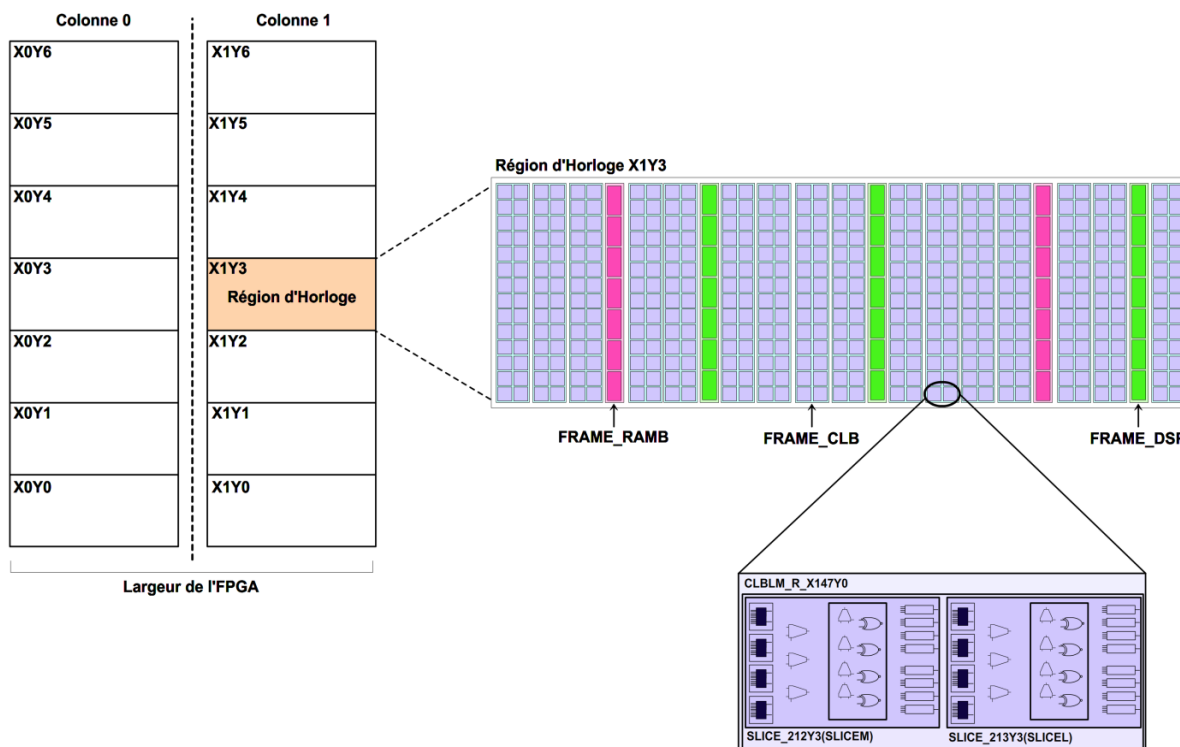 Colonne 0
Colonne 1
X0Y6
X1Y6
X0Y5
X1Y5
X0Y4
X1Y4
X0Y3
X1Y3
Région d'Horloge
X0Y2
X1Y2
X0Y1
X1Y1
X0Y0
X1Y0
Largeur de l'FPGA
Région d'Horloge X1Y3
FRAME_RAMB
FRAME_CLB
FRAME_DSP
CLBLM_R_X147Y0
SLICE_212Y3(SLICEM)
SLICE_213Y3(SLICEL)